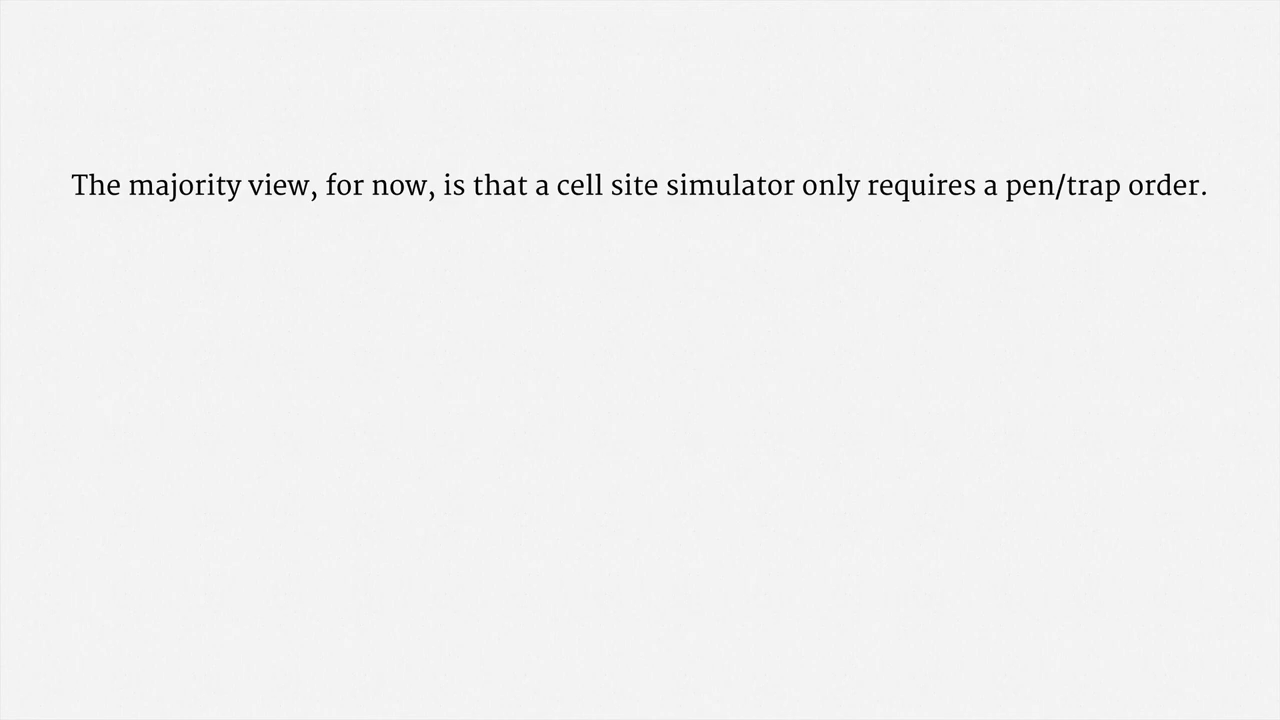 The majority view, for now, is that a cell site simulator only requires a pen/trap order.